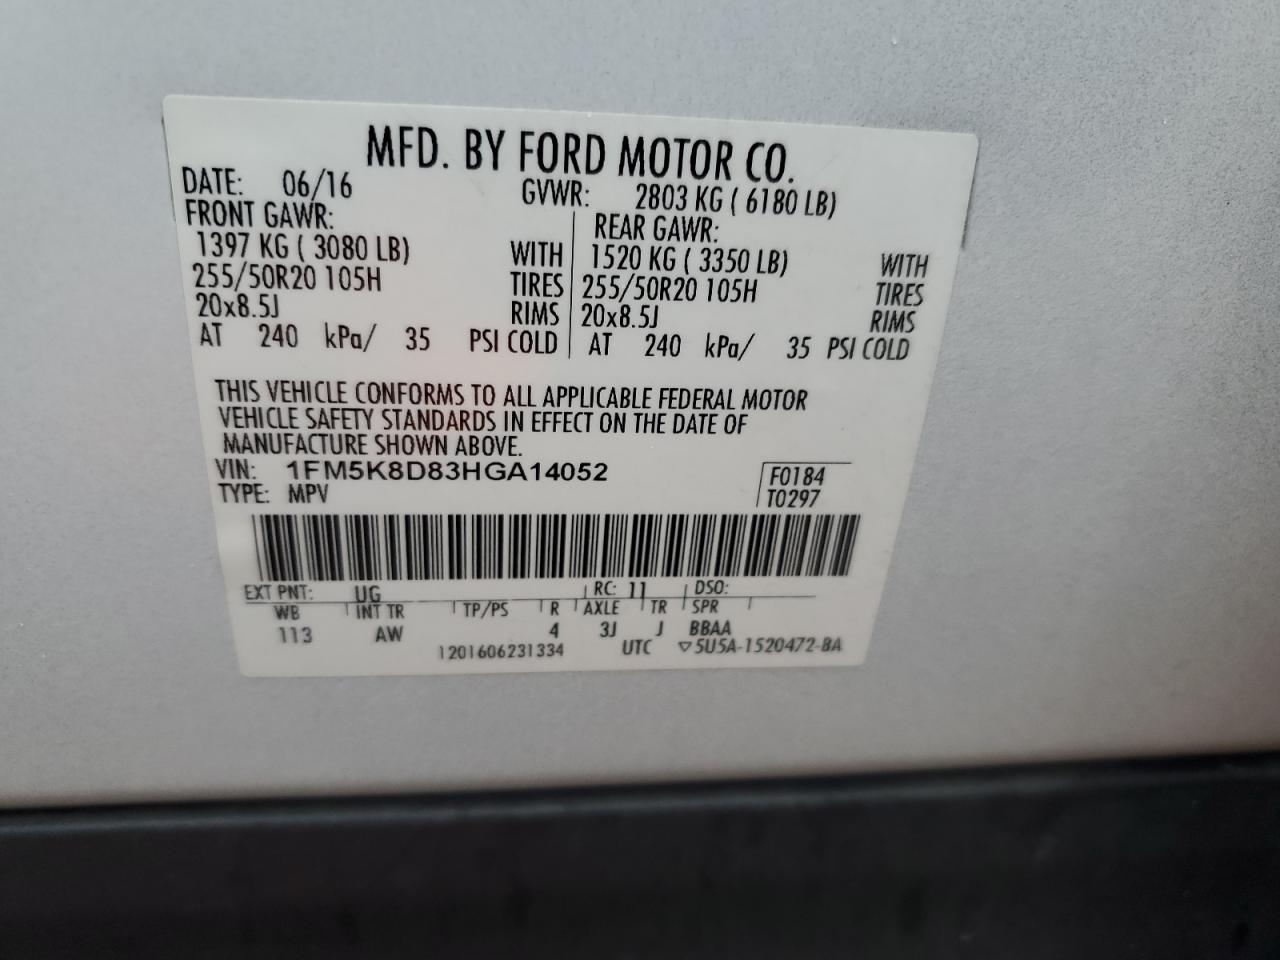 MFD. BY FORD MOTOR CO.
DATE: 06/16 GVWR: 2803 KG ( 6180 LB)
FRONT GAWR: REAR GAWR:
1397 KG ( 3080 LB) WITH 1520 KG ( 3350 LB) WITH
255/50R20 105H TIRES 255/50R20 105H TIRES
20x8.5J RIMS 20x8.5J RIMS
AT 240 kPa/ 35 PSI COLD AT 240 kPa/ 35 PSI COLD
THIS VEHICLE CONFORMS TO ALL APPLICABLE FEDERAL MOTOR
VEHICLE SAFETY STANDARDS IN EFFECT ON THE DATE OF
MANUFACTURE SHOWN ABOVE.
VIN: 1FM5K8D83HGA14052 F0184
TYPE: MPV T0297
EXT PNT: UG RC: 11 DSO:
WB INT TR TP/PS R AXLE TR SPR
113 AW 4 3J J BBAA
1201606231334 UTC ▽5U5A-1520472-BA